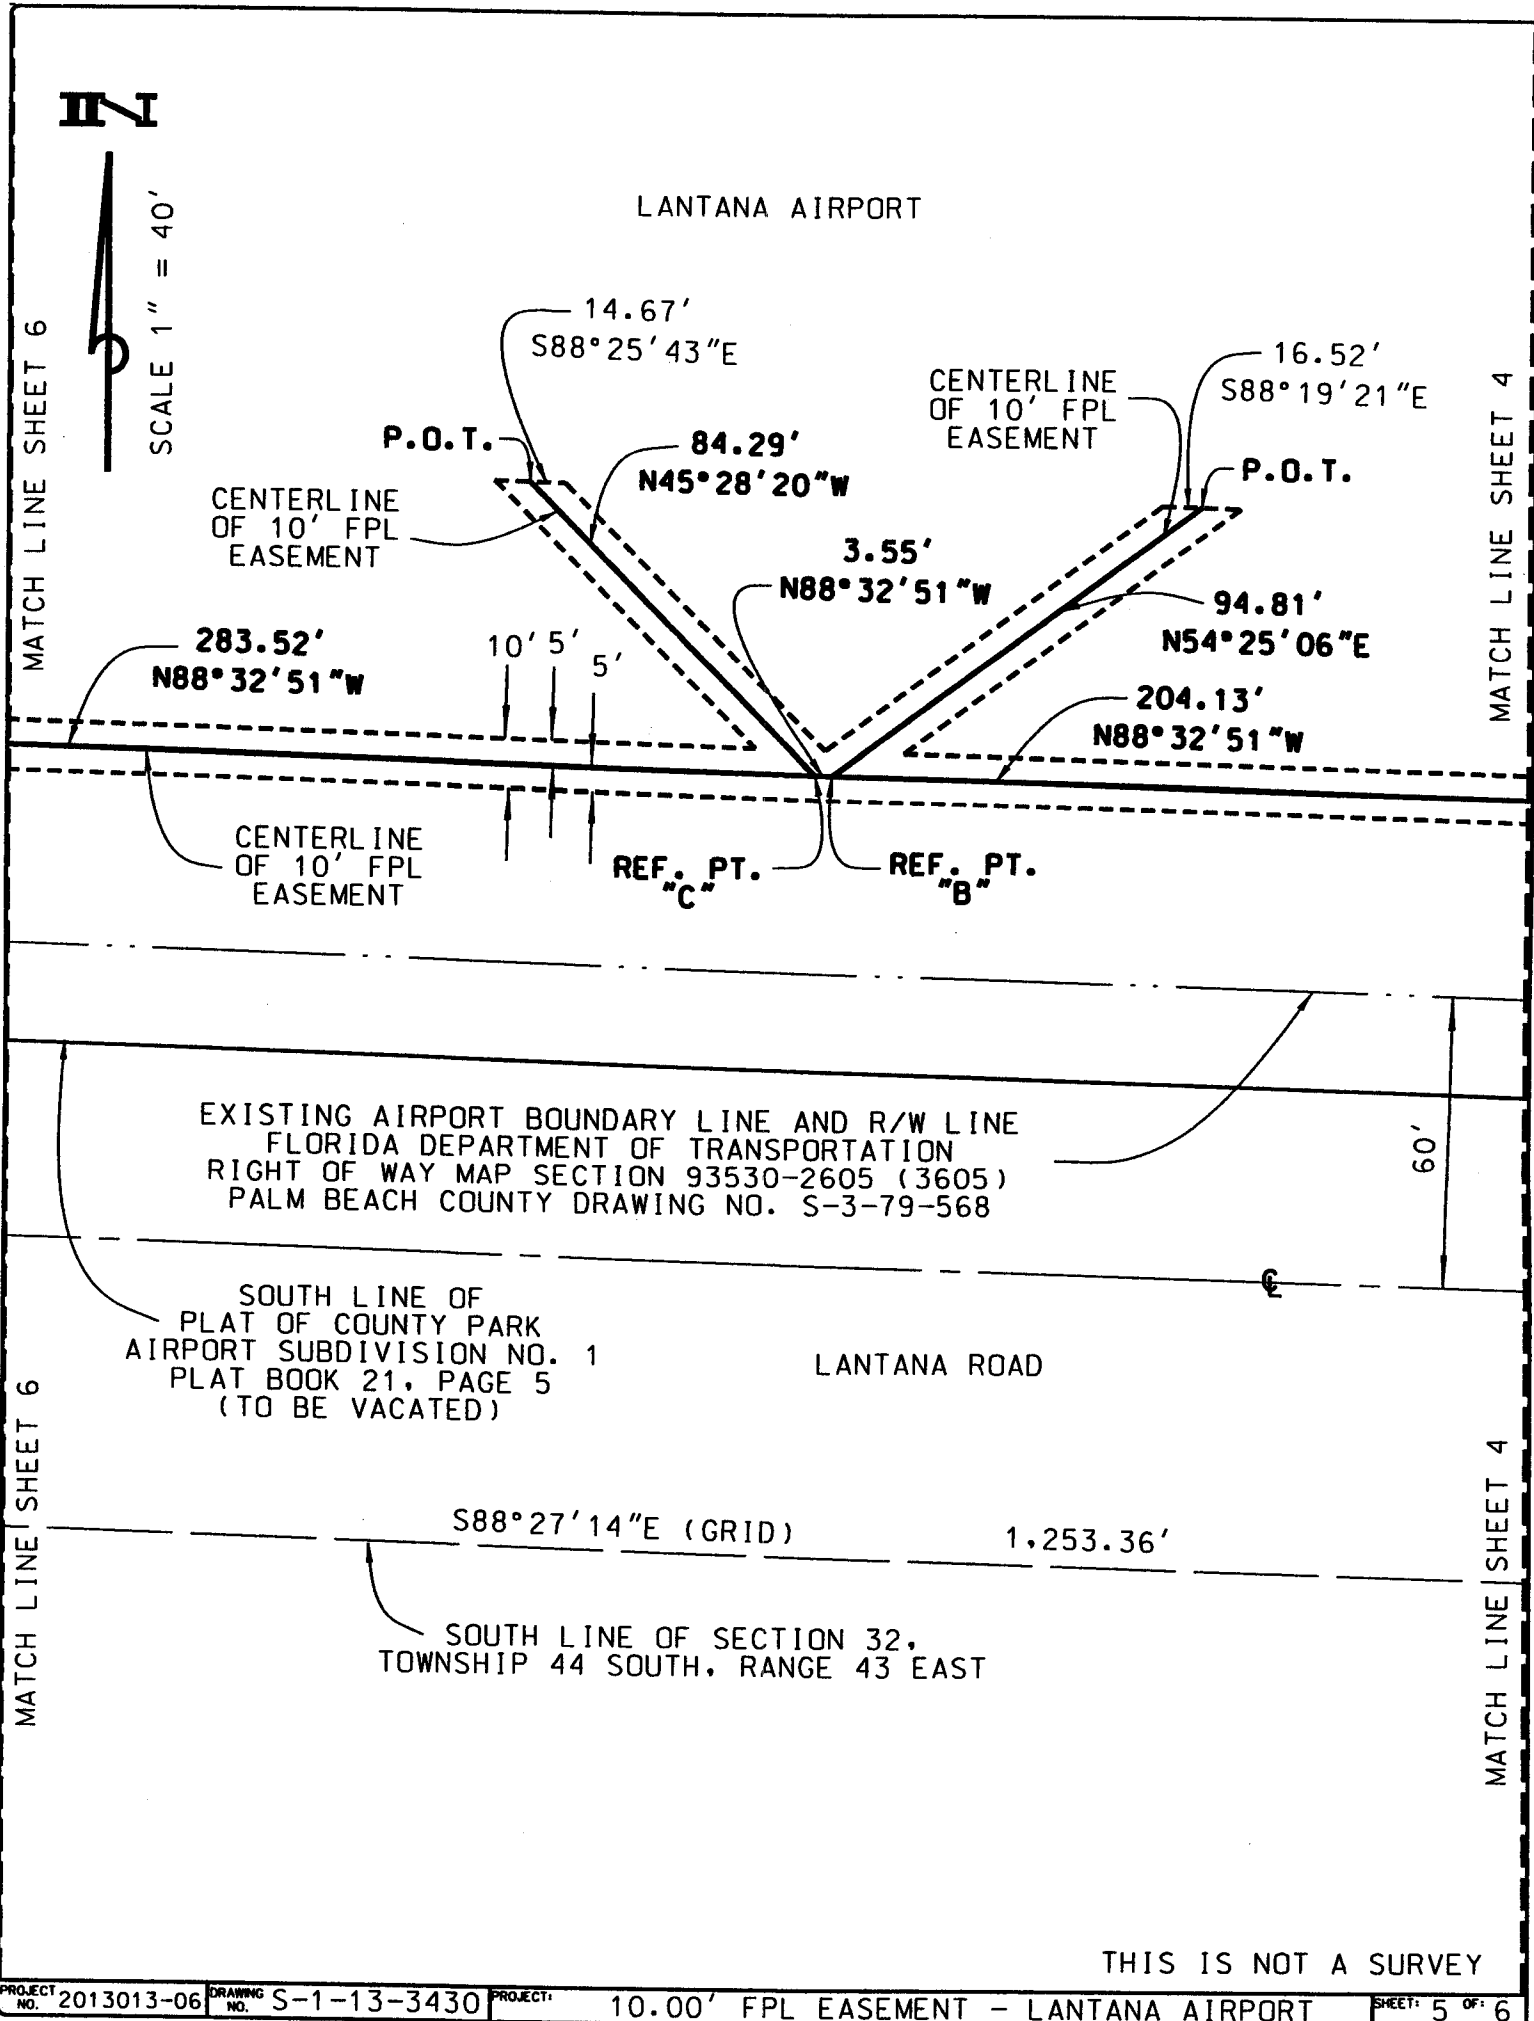 N
SCALE 1" = 40'
MATCH LINE SHEET 6
LANTANA AIRPORT
14.67'
S88°25'43"E
16.52'
S88°19'21"E
CENTERLINE
OF 10' FPL
EASEMENT
MATCH LINE SHEET 4
P.O.T.
84.29'
N45°28'20"W
P.O.T.
CENTERLINE
OF 10' FPL
EASEMENT
3.55'
N88°32'51"W
94.81'
N54°25'06"E
283.52'
N88°32'51"W
10' 5'
5'
204.13'
N88°32'51"W
CENTERLINE
OF 10' FPL
EASEMENT
REF. PT.
"C"
REF. PT.
"B"
EXISTING AIRPORT BOUNDARY LINE AND R/W LINE
FLORIDA DEPARTMENT OF TRANSPORTATION
RIGHT OF WAY MAP SECTION 93530-2605 (3605)
PALM BEACH COUNTY DRAWING NO. S-3-79-568
60'
℄
SOUTH LINE OF
PLAT OF COUNTY PARK
AIRPORT SUBDIVISION NO. 1
PLAT BOOK 21, PAGE 5
(TO BE VACATED)
LANTANA ROAD
MATCH LINE SHEET 6
MATCH LINE SHEET 4
S88°27'14"E (GRID) 1,253.36'
SOUTH LINE OF SECTION 32,
TOWNSHIP 44 SOUTH, RANGE 43 EAST
THIS IS NOT A SURVEY
PROJECT NO. 2013013-06 DRAWING NO. S-1-13-3430 PROJECT: 10.00' FPL EASEMENT - LANTANA AIRPORT SHEET: 5 OF: 6